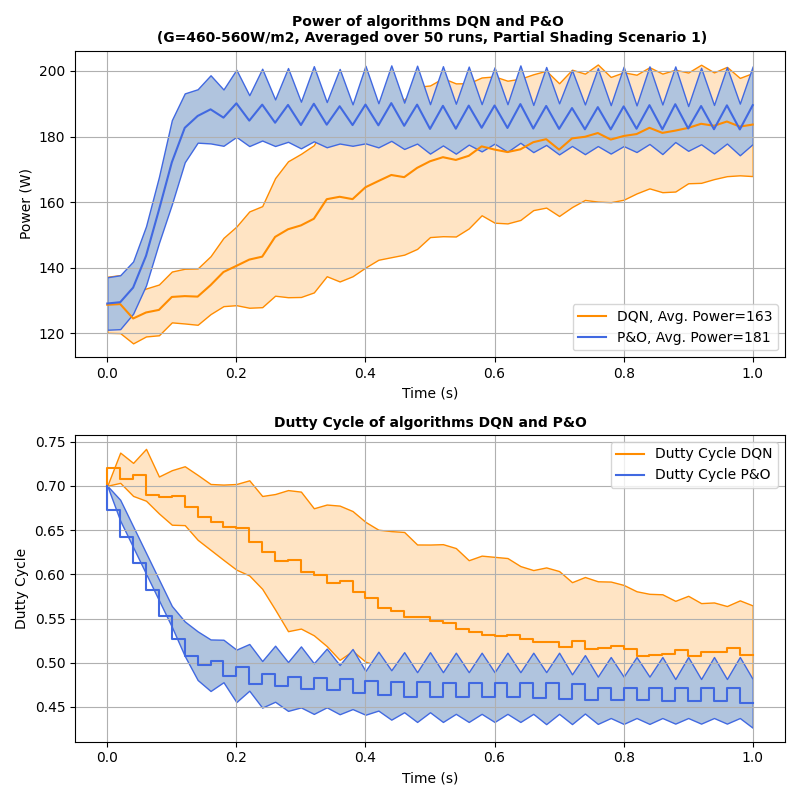 Power of algorithms DQN and P&O
(G=460-560W/m2, Averaged over 50 runs, Partial Shading Scenario 1)
200
180
160
140
120
Power (W)
DQN, Avg. Power=163
P&O, Avg. Power=181
0.0 0.2 0.4 0.6 0.8 1.0
Time (s)
Dutty Cycle of algorithms DQN and P&O
0.75
0.70
0.65
0.60
0.55
0.50
0.45
Dutty Cycle
Dutty Cycle DQN
Dutty Cycle P&O
0.0 0.2 0.4 0.6 0.8 1.0
Time (s)